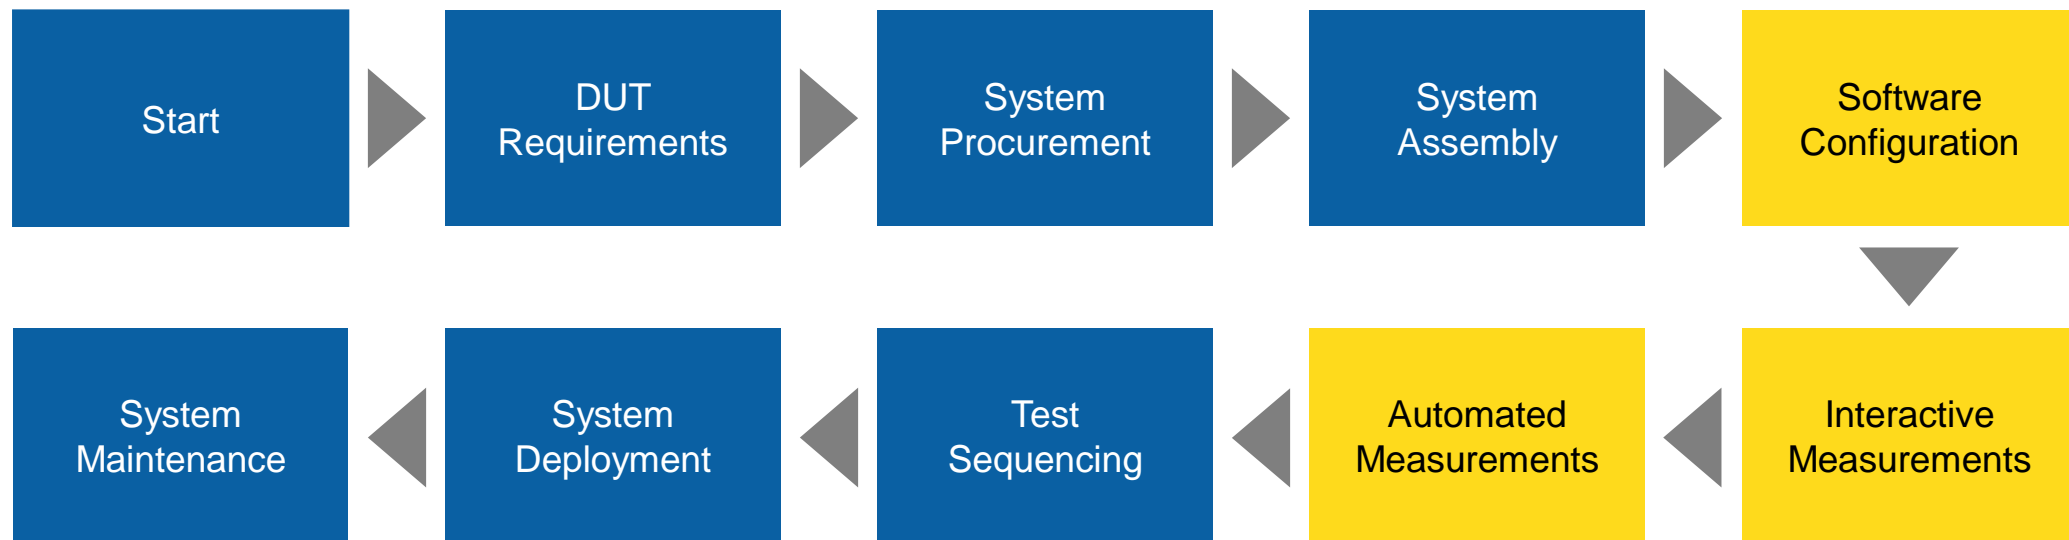 Start
DUT
Requirements
System
Procurement
System
Assembly
Software
Configuration
System
Maintenance
System
Deployment
Test
Sequencing
Automated
Measurements
Interactive
Measurements